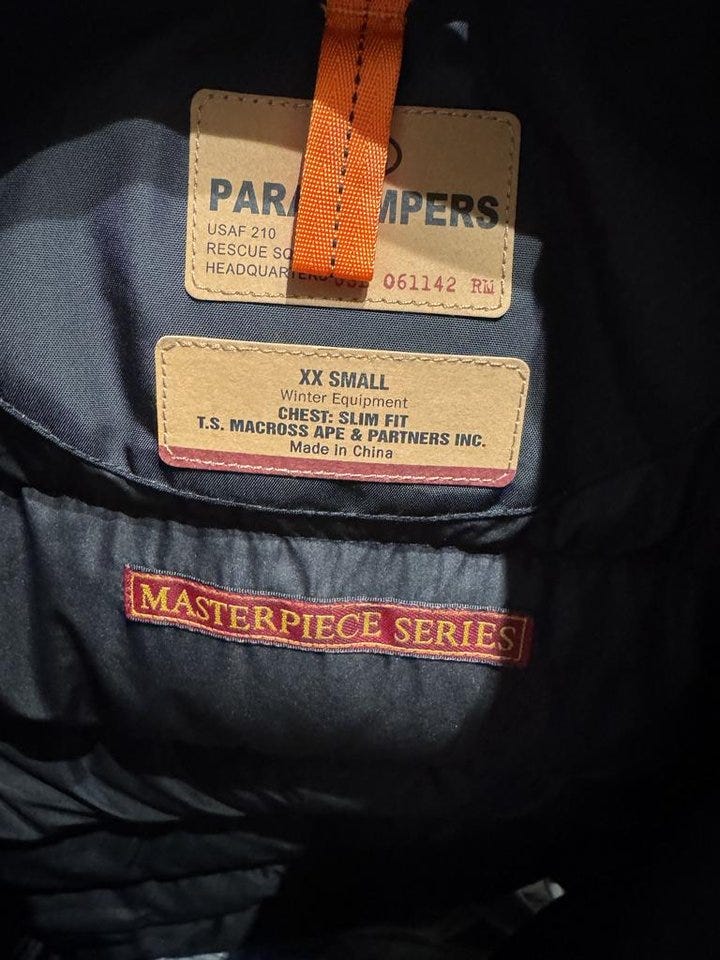 PARA MPERS
USAF 210
RESCUE SQ
HEADQUARTERS 061142 RM
XX SMALL
Winter Equipment
CHEST: SLIM FIT
T.S. MACROSS APE & PARTNERS INC.
Made in China
MASTERPIECE SERIES